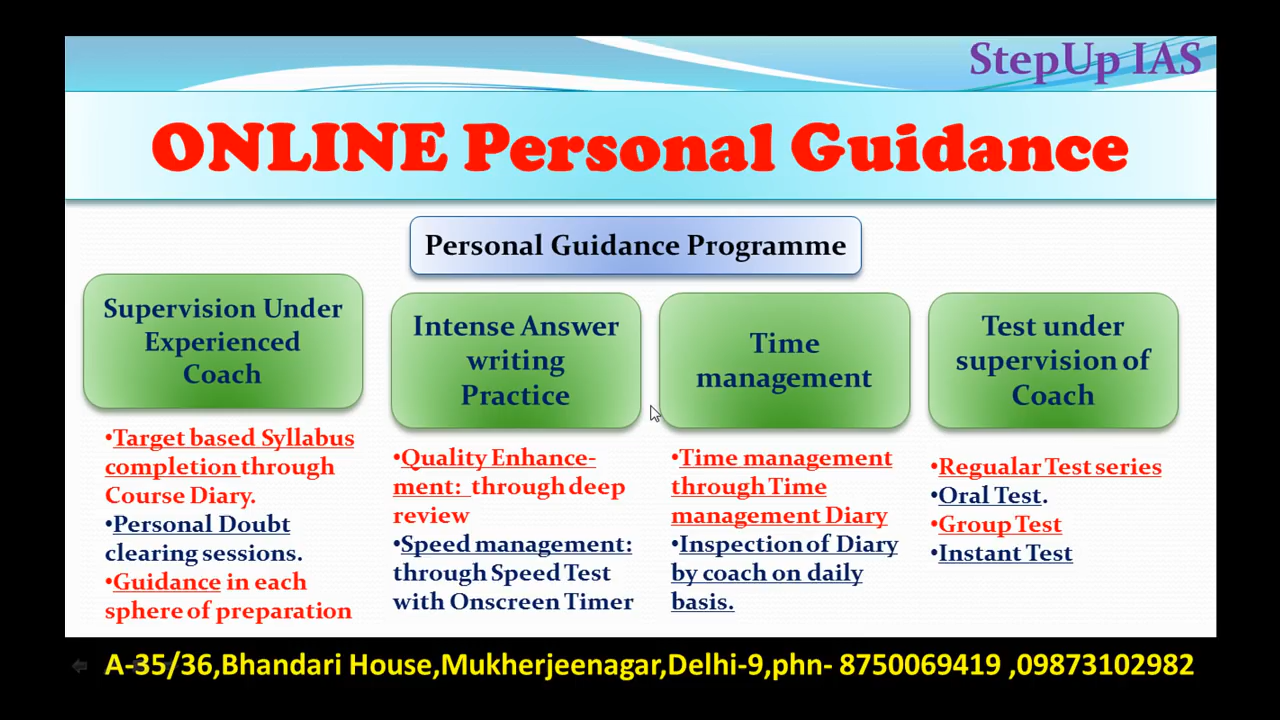 StepUp IAS
ONLINE Personal Guidance
Personal Guidance Programme
Supervision Under
Experienced
Coach
•Target based Syllabus
completion through
Course Diary.
•Personal Doubt
clearing sessions.
•Guidance in each
sphere of preparation
Intense Answer
writing
Practice
•Quality Enhance-
ment: through deep
review
•Speed management:
through Speed Test
with Onscreen Timer
Time
management
•Time management
through Time
management Diary
•Inspection of Diary
by coach on daily
basis.
Test under
supervision of
Coach
•Regualar Test series
•Oral Test.
•Group Test
•Instant Test
A-35/36,Bhandari House,Mukherjeenagar,Delhi-9,phn- 8750069419 ,09873102982